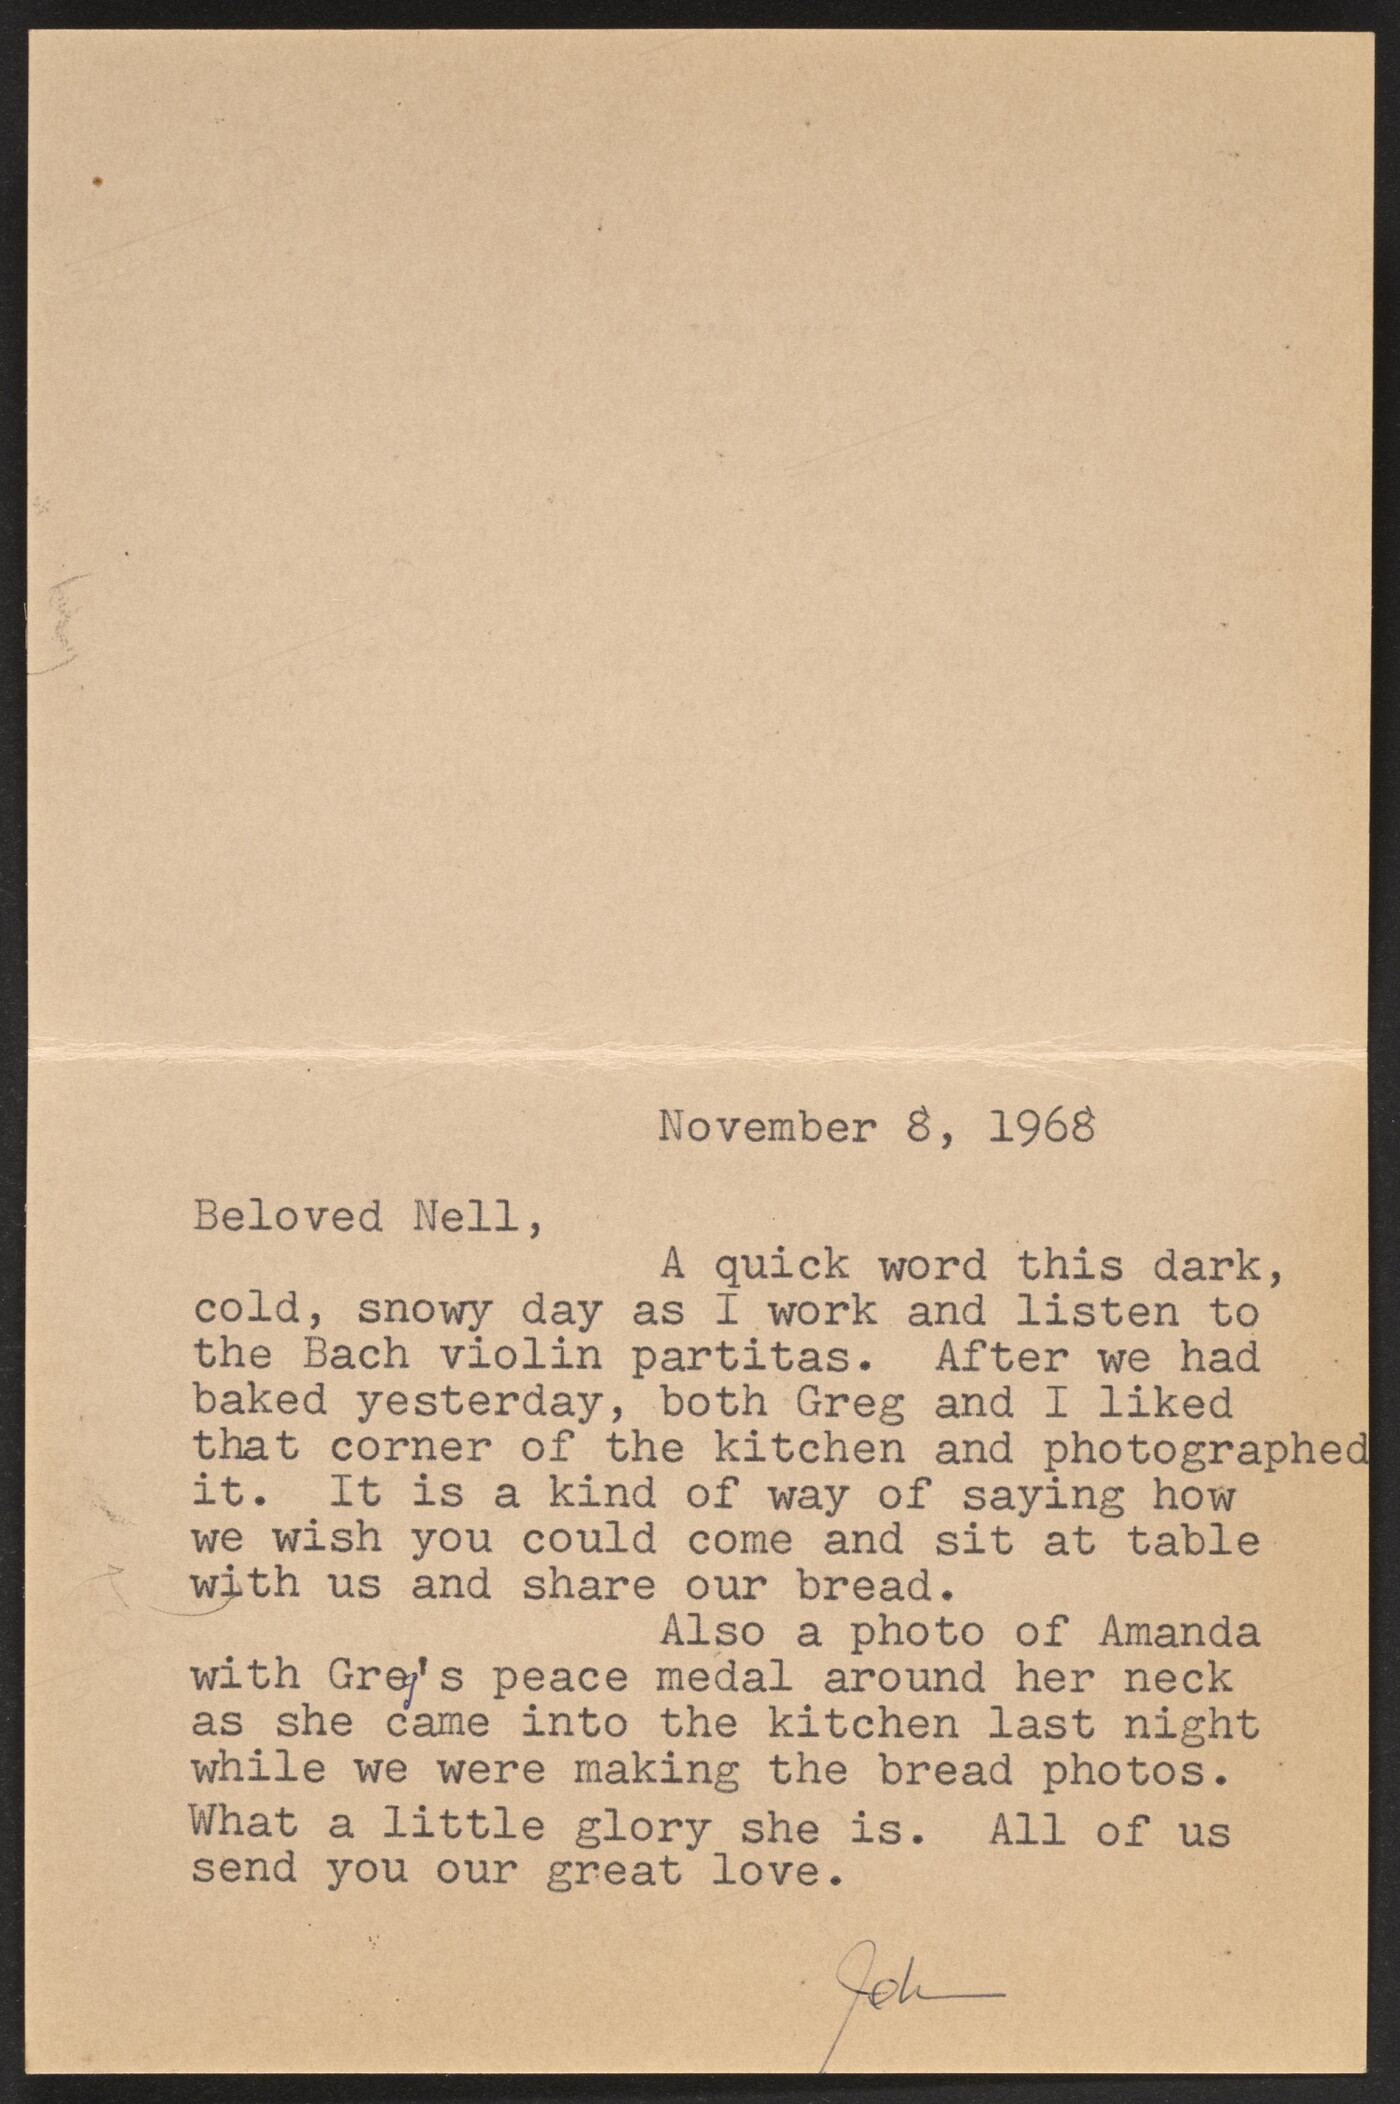 November 8, 1968
Beloved Nell,
A quick word this dark,
cold, snowy day as I work and listen to
the Bach violin partitas. After we had
baked yesterday, both Greg and I liked
that corner of the kitchen and photographed
it. It is a kind of way of saying how
we wish you could come and sit at table
with us and share our bread.
Also a photo of Amanda
with Greg's peace medal around her neck
as she came into the kitchen last night
while we were making the bread photos.
What a little glory she is. All of us
send you our great love.
John